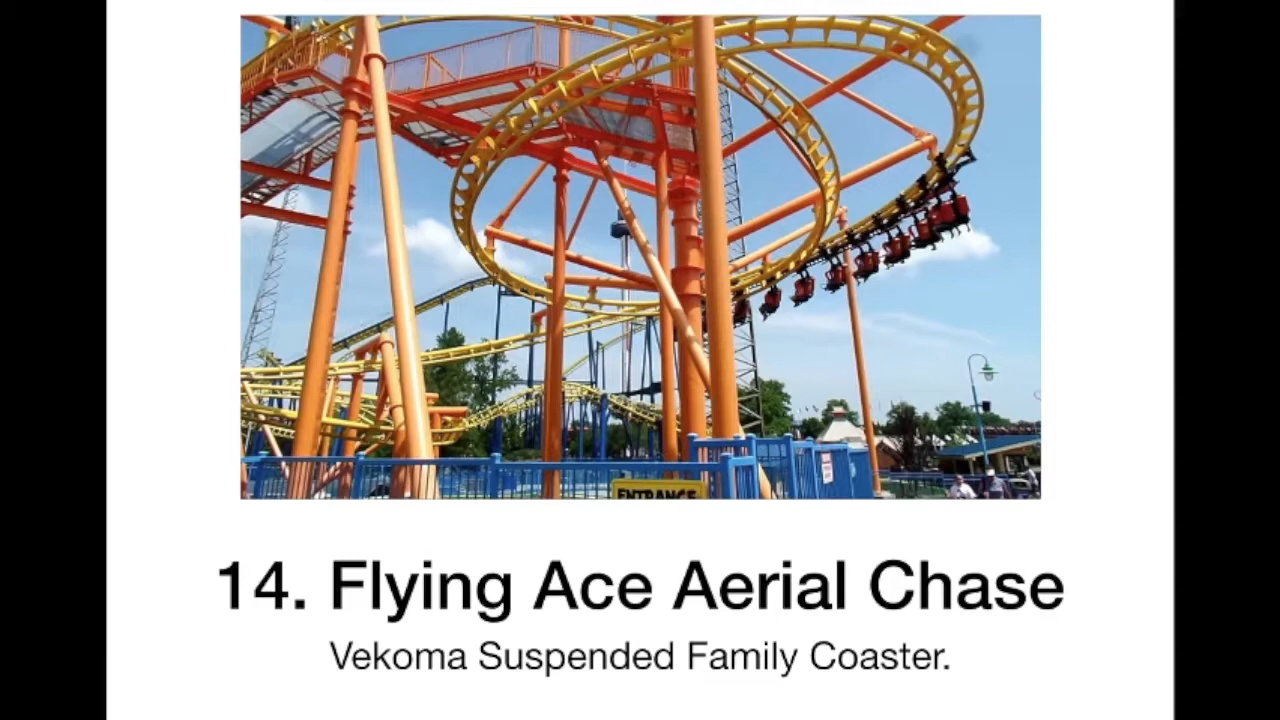 ENTRANCE
14. Flying Ace Aerial Chase
Vekoma Suspended Family Coaster.